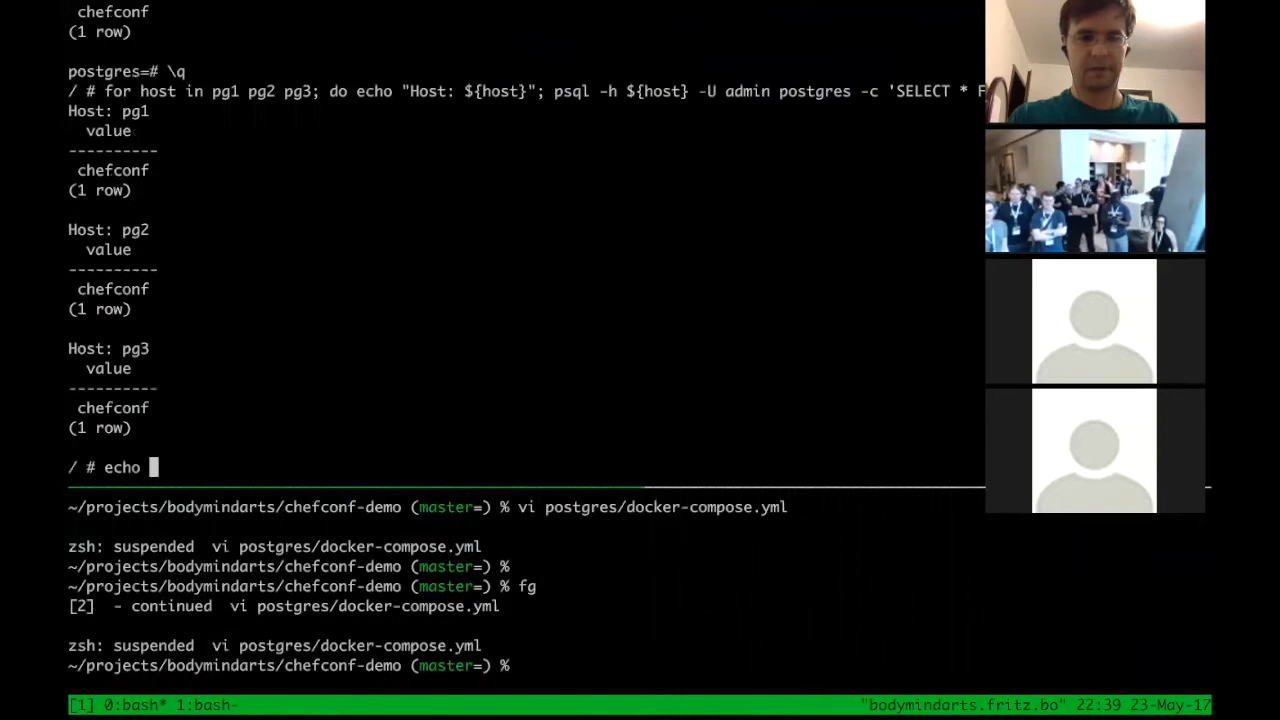 chefconf
(1 row)
postgres=# \q
/ # for host in pg1 pg2 pg3; do echo "Host: ${host}"; psql -h ${host} -U admin postgres -c 'SELECT * F
Host: pg1
value
----------
chefconf
(1 row)
Host: pg2
value
----------
chefconf
(1 row)
Host: pg3
value
----------
chefconf
(1 row)
/ # echo
~/projects/bodymindarts/chefconf-demo (master=) % vi postgres/docker-compose.yml
zsh: suspended  vi postgres/docker-compose.yml
~/projects/bodymindarts/chefconf-demo (master=) %
~/projects/bodymindarts/chefconf-demo (master=) % fg
[2]  - continued  vi postgres/docker-compose.yml
zsh: suspended  vi postgres/docker-compose.yml
~/projects/bodymindarts/chefconf-demo (master=) %
[1] 0:bash* 1:bash- "bodymindarts.fritz.bo" 22:39 23-May-17